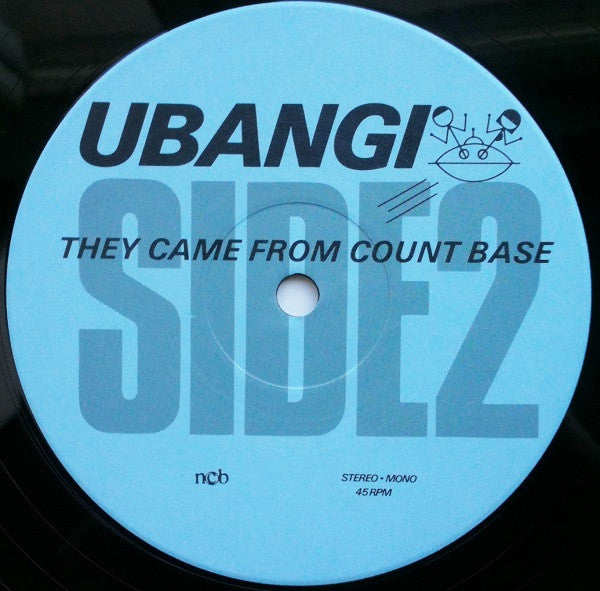 UBANGI
SIDE2
THEY CAME FROM COUNT BASE
ncb
STEREO • MONO
45 RPM